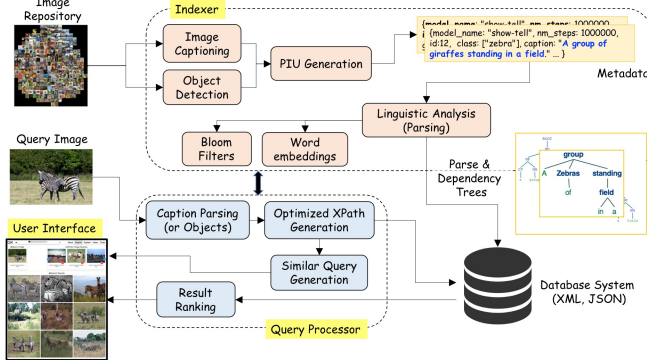 Image
Repository
Indexer
Image
Captioning
Object
Detection
PIU Generation
{model_name: "show-tell", nm_steps: 1000000,
{model_name: "show-tell", nm_steps: 1000000,
id:12, class: ["zebra"], caption: "A group of
giraffes standing in a field." ... }
Metadata
Linguistic Analysis
(Parsing)
Bloom
Filters
Word
embeddings
Query Image
Parse &
Dependency
Trees
group
A Zebras standing
of field
in a
Caption Parsing
(or Objects)
Optimized XPath
Generation
User Interface
Similar Query
Generation
Result
Ranking
Database System
(XML, JSON)
Query Processor